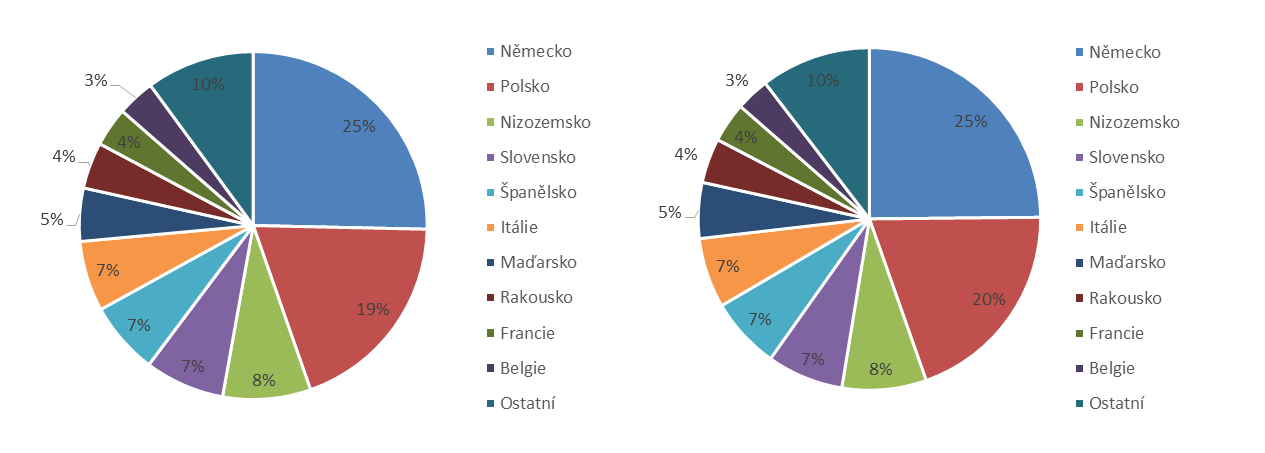 25%
19%
8%
7%
7%
7%
5%
4%
4%
3%
10%
Německo
Polsko
Nizozemsko
Slovensko
Španělsko
Itálie
Maďarsko
Rakousko
Francie
Belgie
Ostatní
25%
20%
8%
7%
7%
7%
5%
4%
4%
3%
10%
Německo
Polsko
Nizozemsko
Slovensko
Španělsko
Itálie
Maďarsko
Rakousko
Francie
Belgie
Ostatní